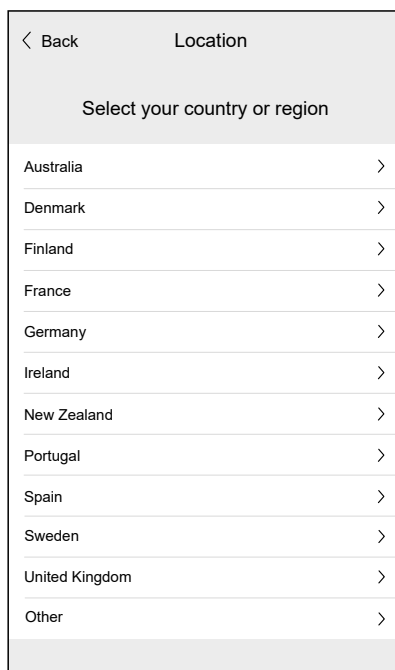 Back Location
Select your country or region
Australia
Denmark
Finland
France
Germany
Ireland
New Zealand
Portugal
Spain
Sweden
United Kingdom
Other